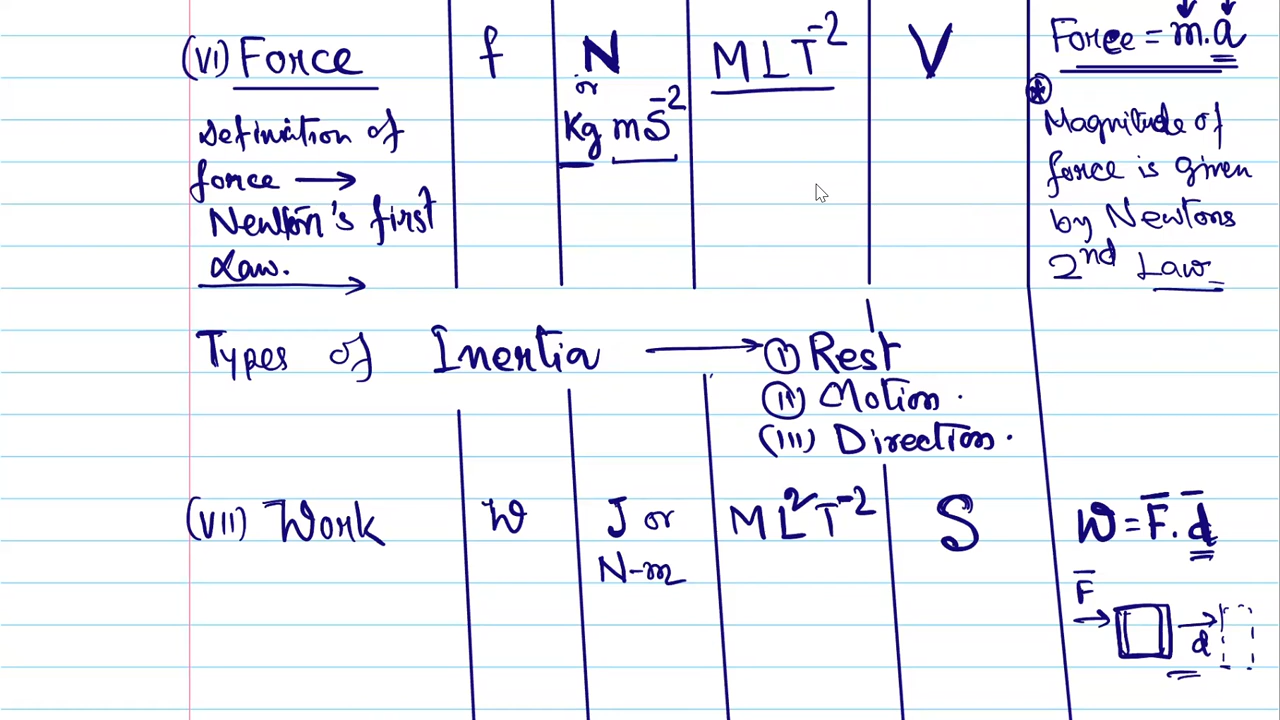 (VI) Force f N MLT⁻² V Force = m.a
or
Kg mS⁻²
Definition of
force →
Newton's first
Law.
* Magnitude of
force is given
by Newtons
2nd Law
Types of Inertia → (i) Rest
(ii) Motion.
(III) Direction.
(VII) Work W J or ML²T⁻² S W = F̅.d̅
N-m
F̅
d